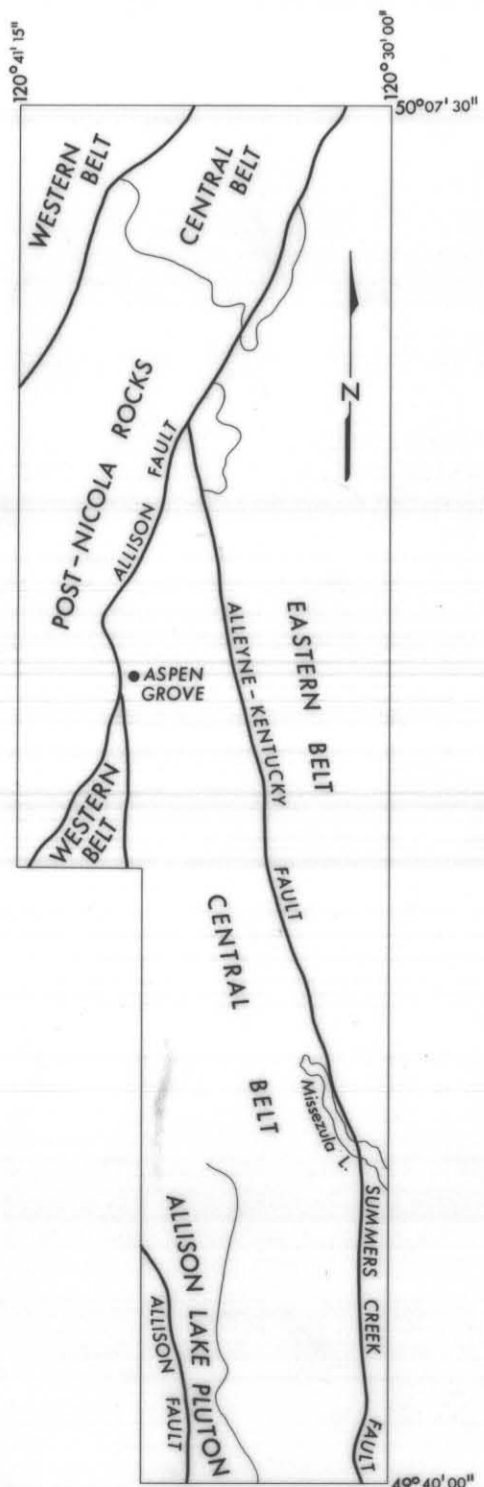 120°41'15"
120°30'00"
50°07'30"
WESTERN
BELT
CENTRAL
BELT
Z
POST-NICOLA ROCKS
ALLISON FAULT
ASPEN
GROVE
ALLEYNE-KENTUCKY
FAULT
EASTERN
BELT
WESTERN
BELT
CENTRAL
BELT
Missezula L.
SUMMERS CREEK
FAULT
ALLISON LAKE PLUTON
ALLISON
FAULT
49°40'00"